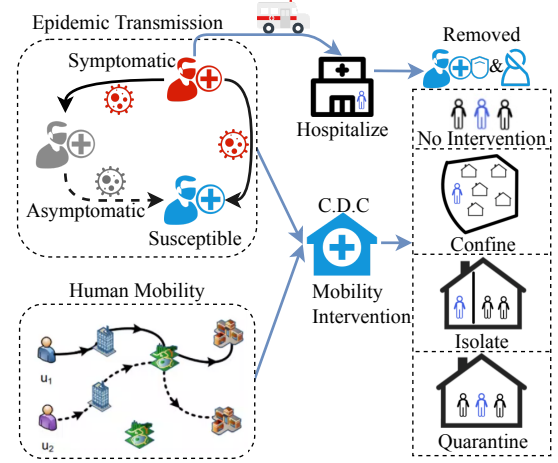 Epidemic Transmission
Symptomatic
Asymptomatic
Susceptible
Hospitalize
Removed
&
No Intervention
Confine
Isolate
Quarantine
C.D.C
Mobility
Intervention
Human Mobility
u1
u2